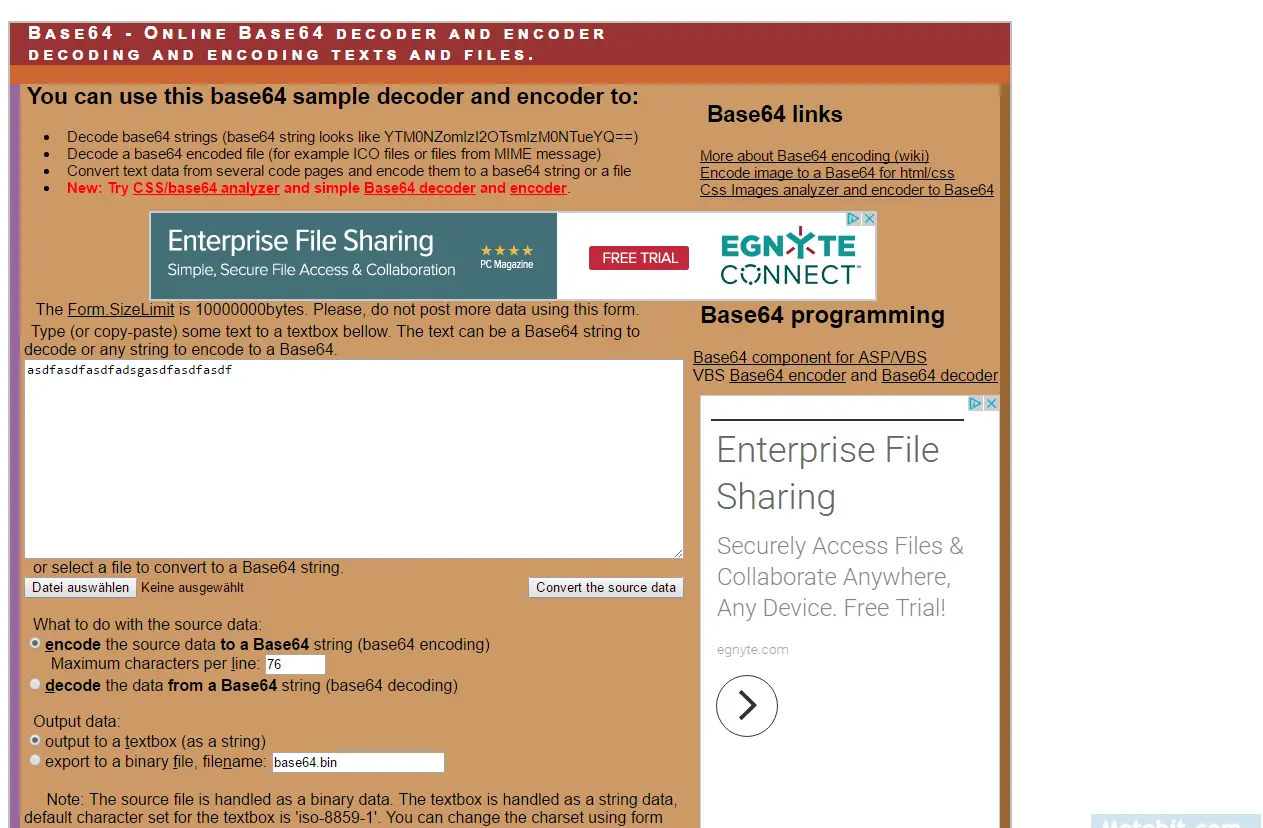 Base64 - Online Base64 decoder and encoder
decoding and encoding texts and files.
You can use this base64 sample decoder and encoder to:
Decode base64 strings (base64 string looks like YTM0NZomIzI2OTsmIzM0NTueYQ==)
Decode a base64 encoded file (for example ICO files or files from MIME message)
Convert text data from several code pages and encode them to a base64 string or a file
New: Try CSS/base64 analyzer and simple Base64 decoder and encoder.
Base64 links
More about Base64 encoding (wiki)
Encode image to a Base64 for html/css
Css Images analyzer and encoder to Base64
Enterprise File Sharing
Simple, Secure File Access & Collaboration
PC Magazine
FREE TRIAL
EGNYTE
CONNECT™
The Form.SizeLimit is 10000000bytes. Please, do not post more data using this form.
Type (or copy-paste) some text to a textbox bellow. The text can be a Base64 string to
decode or any string to encode to a Base64.
asdfasdfasdfadsgasdfasdfasdf
or select a file to convert to a Base64 string.
Datei auswählen Keine ausgewählt Convert the source data
What to do with the source data:
encode the source data to a Base64 string (base64 encoding)
Maximum characters per line: 76
decode the data from a Base64 string (base64 decoding)
Output data:
output to a textbox (as a string)
export to a binary file, filename: base64.bin
Note: The source file is handled as a binary data. The textbox is handled as a string data,
default character set for the textbox is 'iso-8859-1'. You can change the charset using form
Base64 programming
Base64 component for ASP/VBS
VBS Base64 encoder and Base64 decoder
Enterprise File
Sharing
Securely Access Files &
Collaborate Anywhere,
Any Device. Free Trial!
egnyte.com